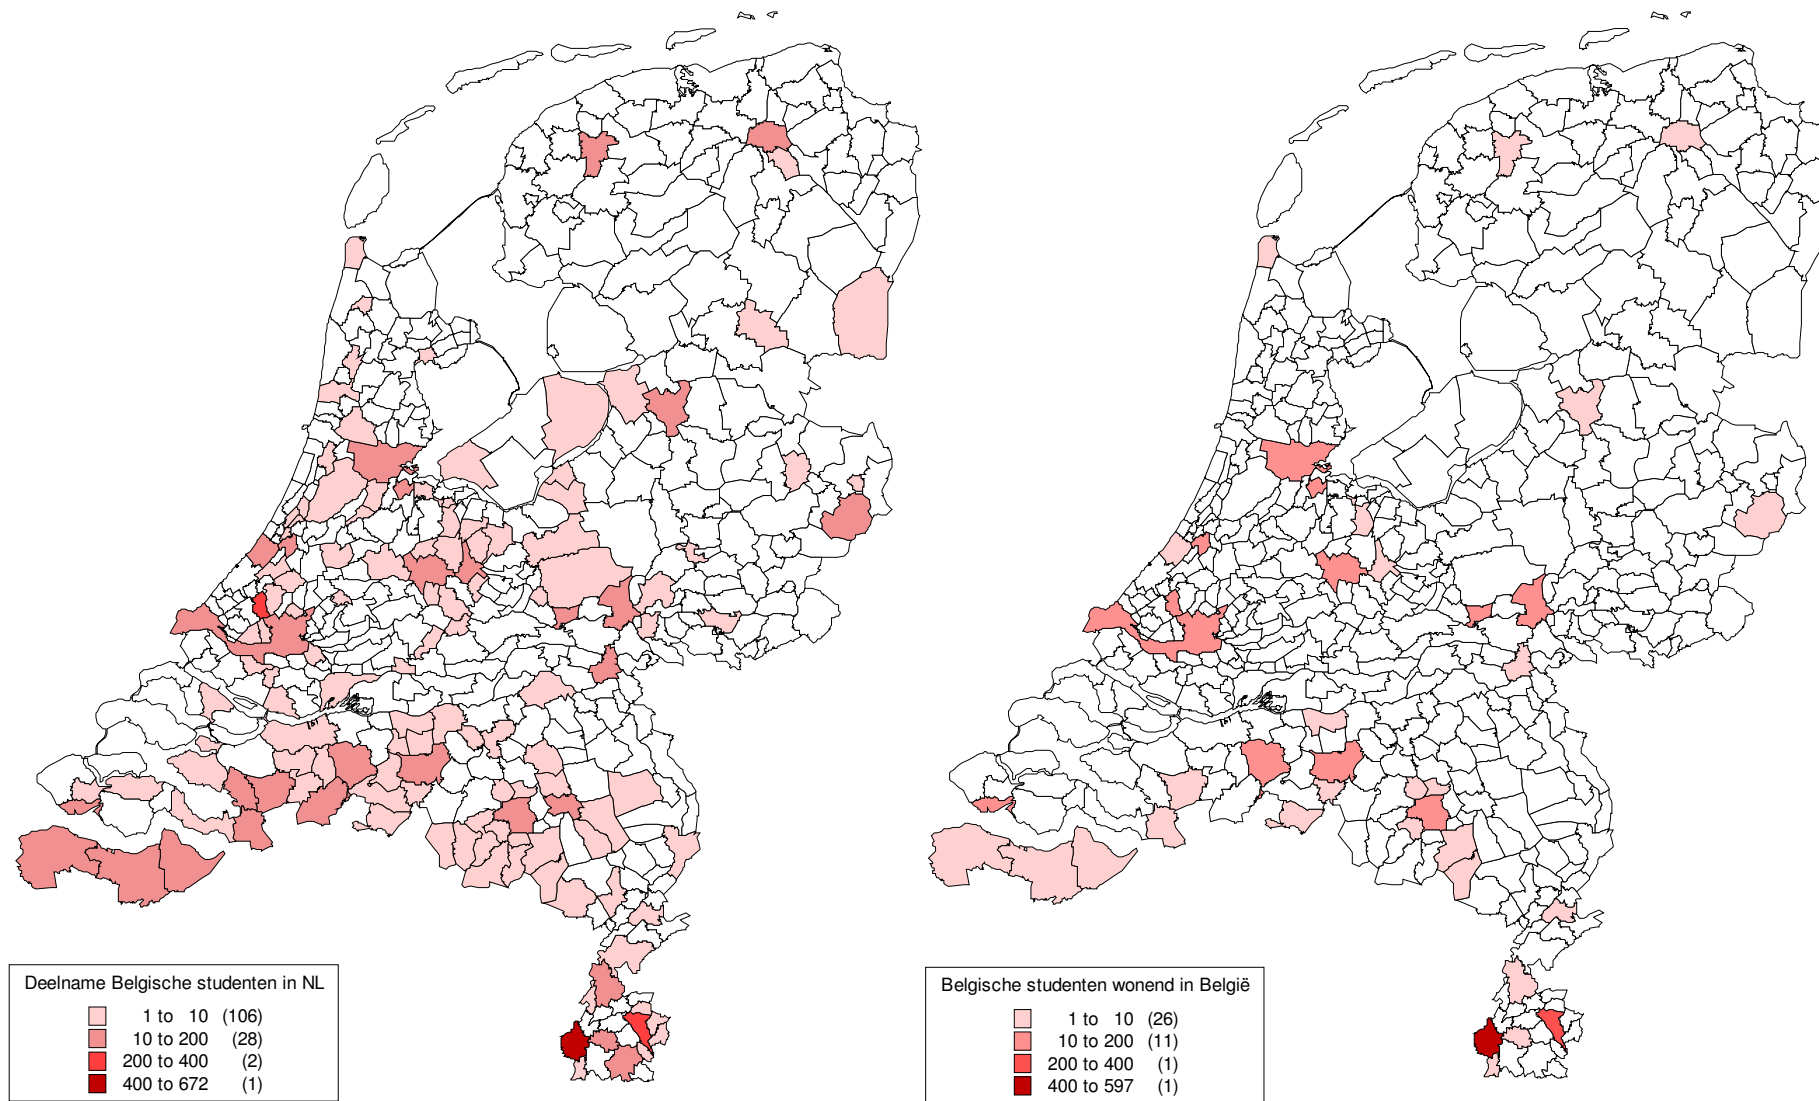 Deelname Belgische studenten in NL
1 to 10 (106)
10 to 200 (28)
200 to 400 (2)
400 to 672 (1)
Belgische studenten wonend in België
1 to 10 (26)
10 to 200 (11)
200 to 400 (1)
400 to 597 (1)